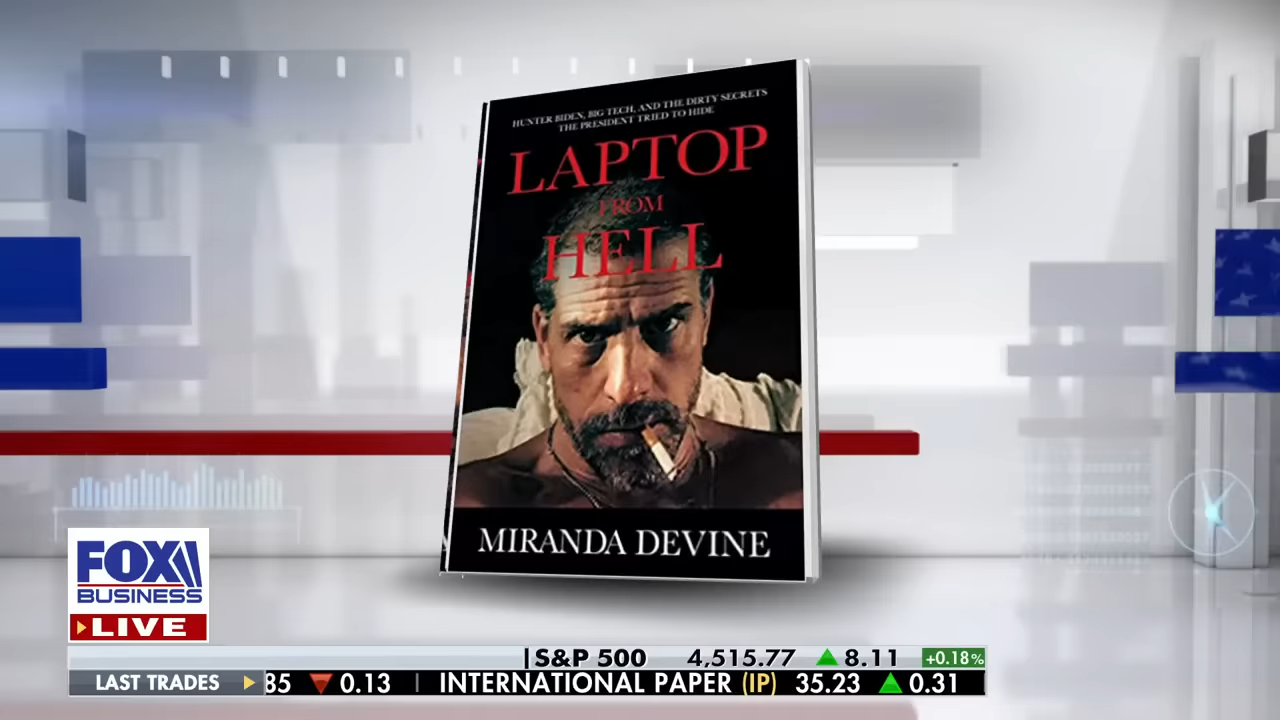 HUNTER BIDEN, BIG TECH, AND THE DIRTY SECRETS
THE PRESIDENT TRIED TO HIDE
LAPTOP
FROM
HELL
MIRANDA DEVINE
FOX
BUSINESS
LIVE
S&P 500 4,515.77 ▲ 8.11 +0.18%
LAST TRADES 85 ▼ 0.13 | INTERNATIONAL PAPER (IP) 35.23 ▲ 0.31